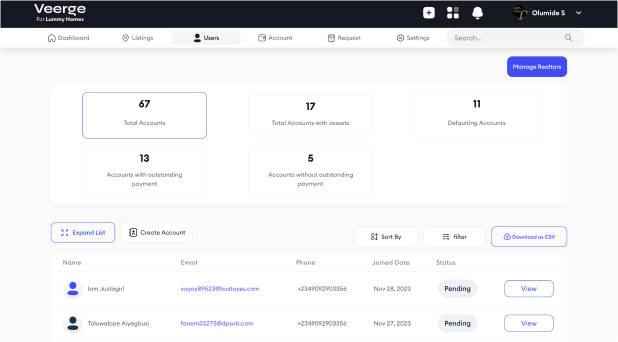 Veerge
For Lummy Homes
Olumide S
Dashboard
Listings
Users
Account
Request
Settings
Search...
Manage Realtors
67
Total Accounts
17
Total Accounts with asssets
11
Defaulting Accounts
13
Accounts with outstanding
payment
5
Accounts without outstanding
payment
Expand List
Create Account
Sort By
filter
Download as CSV
Name
Email
Phone
Joined Date
Status
Iam Justagirl
xayay89523@bustayes.com
+2349092903356
Nov 28, 2023
Pending
View
Toluwalope Aiyegbusi
fanem33275@dpsols.com
+2349092903356
Nov 27, 2023
Pending
View